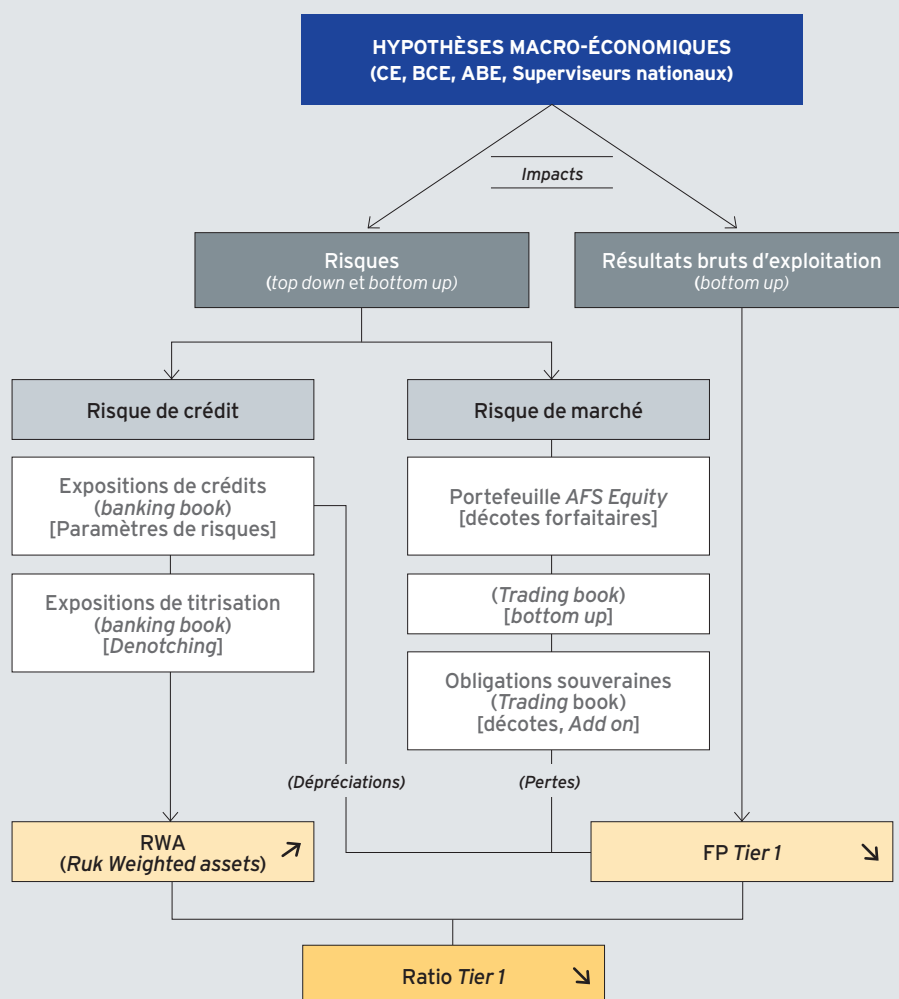 HYPOTHÈSES MACRO-ÉCONOMIQUES
(CE, BCE, ABE, Superviseurs nationaux)
Impacts
Risques
(top down et bottom up)
Résultats bruts d'exploitation
(bottom up)
Risque de crédit
Risque de marché
Expositions de crédits
(banking book)
[Paramètres de risques]
Portefeuille AFS Equity
[décotes forfaitaires]
Expositions de titrisation
(banking book)
[Denotching]
(Trading book)
[bottom up]
Obligations souveraines
(Trading book)
[décotes, Add on]
(Dépréciations)
(Pertes)
RWA
(Ruk Weighted assets)
FP Tier 1
Ratio Tier 1